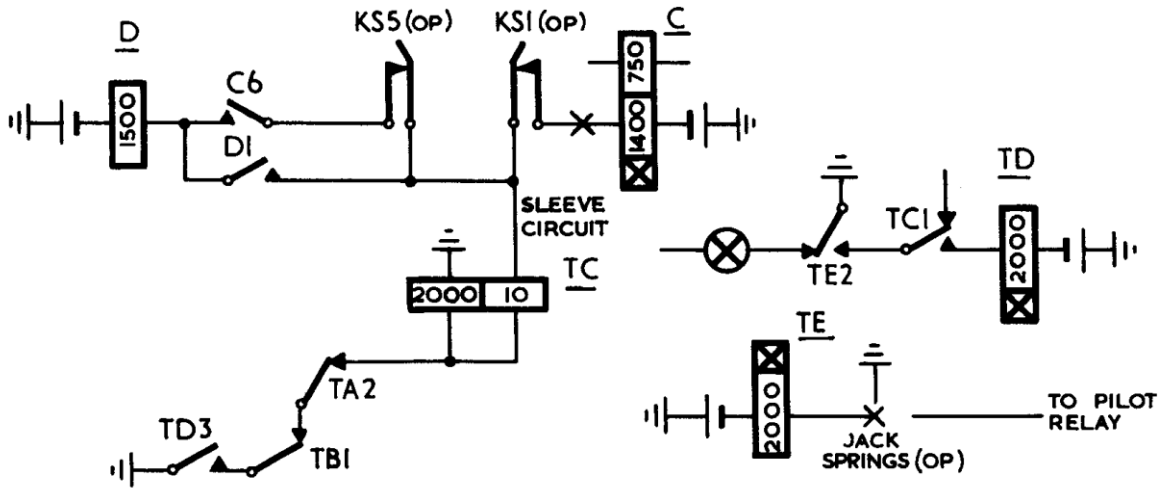 KS5 (OP) KS1 (OP) C
D
750
C6
1500 1400
D1
TD
SLEEVE
CIRCUIT
TC1
TC
2000
2000 10 TE2
TE
TA2
TO PILOT
RELAY
2000
TD3
JACK
SPRINGS (OP)
TB1